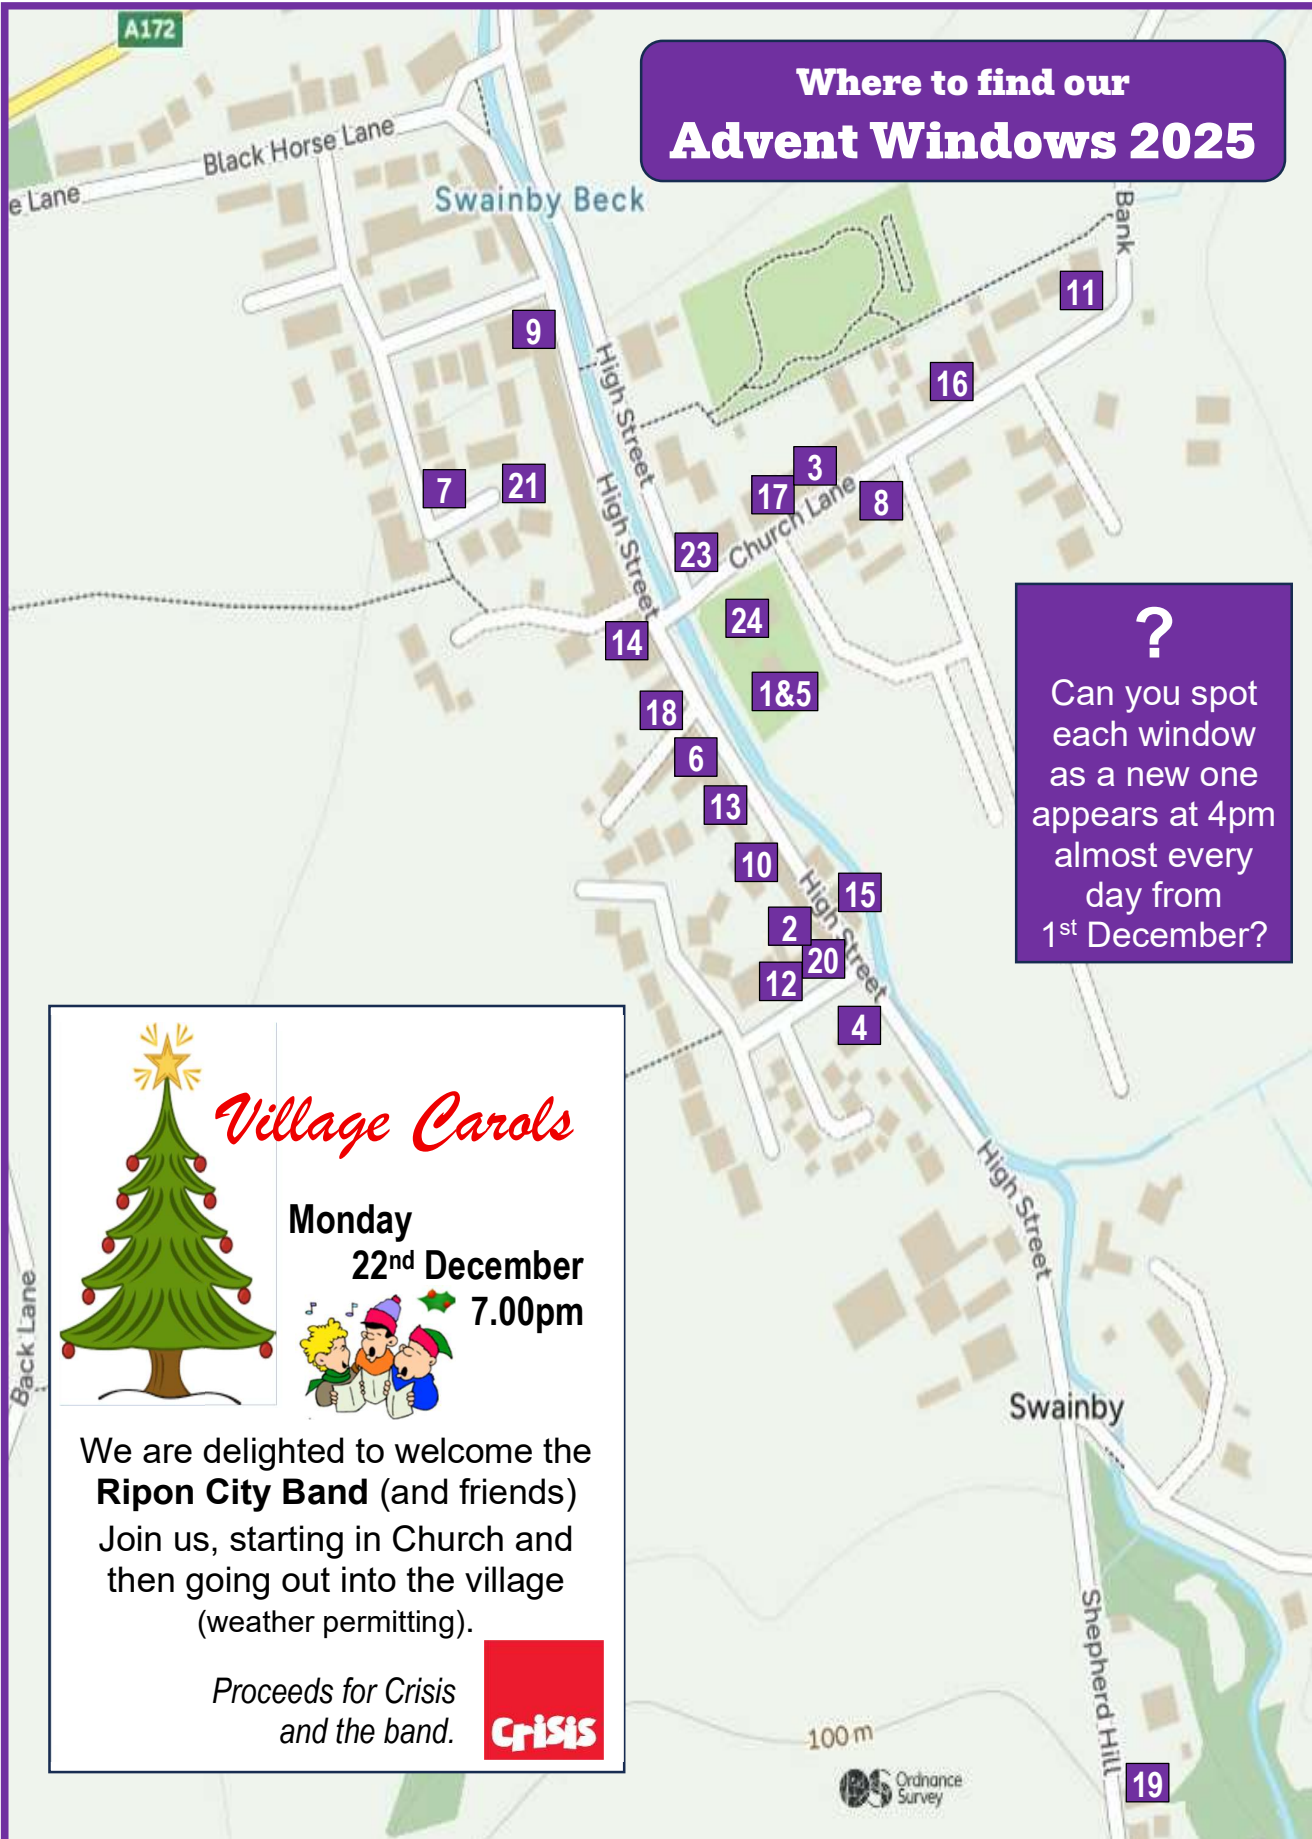 A172
Where to find our
Advent Windows 2025
Black Horse Lane
e Lane
Swainby Beck
Bank
11
9
High Street
16
3
7
21
17
8
High Street
Church Lane
23
24
14
1&5
18
6
13
10
High Street
15
2
20
12
4
?
Can you spot
each window
as a new one
appears at 4pm
almost every
day from
1st December?
Village Carols
Monday
22nd December
7.00pm
We are delighted to welcome the
Ripon City Band (and friends)
Join us, starting in Church and
then going out into the village
(weather permitting).
Proceeds for Crisis
and the band.
Crisis
Back Lane
High Street
Swainby
Shepherd Hill
100 m
OS Ordnance
Survey
19